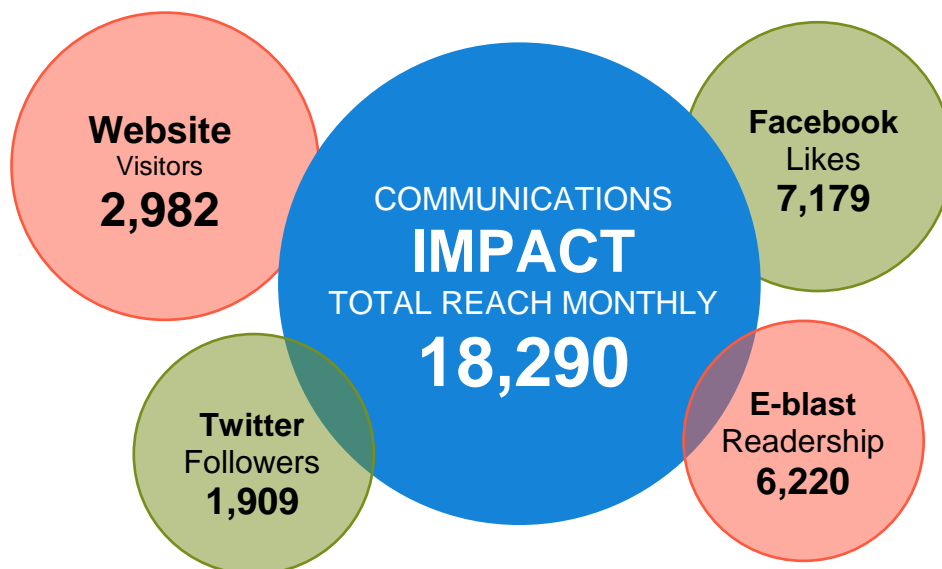 Website
Visitors
2,982
COMMUNICATIONS
IMPACT
TOTAL REACH MONTHLY
18,290
Facebook
Likes
7,179
Twitter
Followers
1,909
E-blast
Readership
6,220